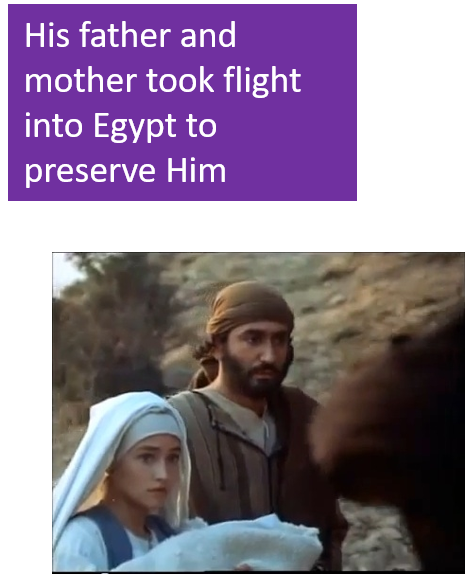 His father and
mother took flight
into Egypt to
preserve Him